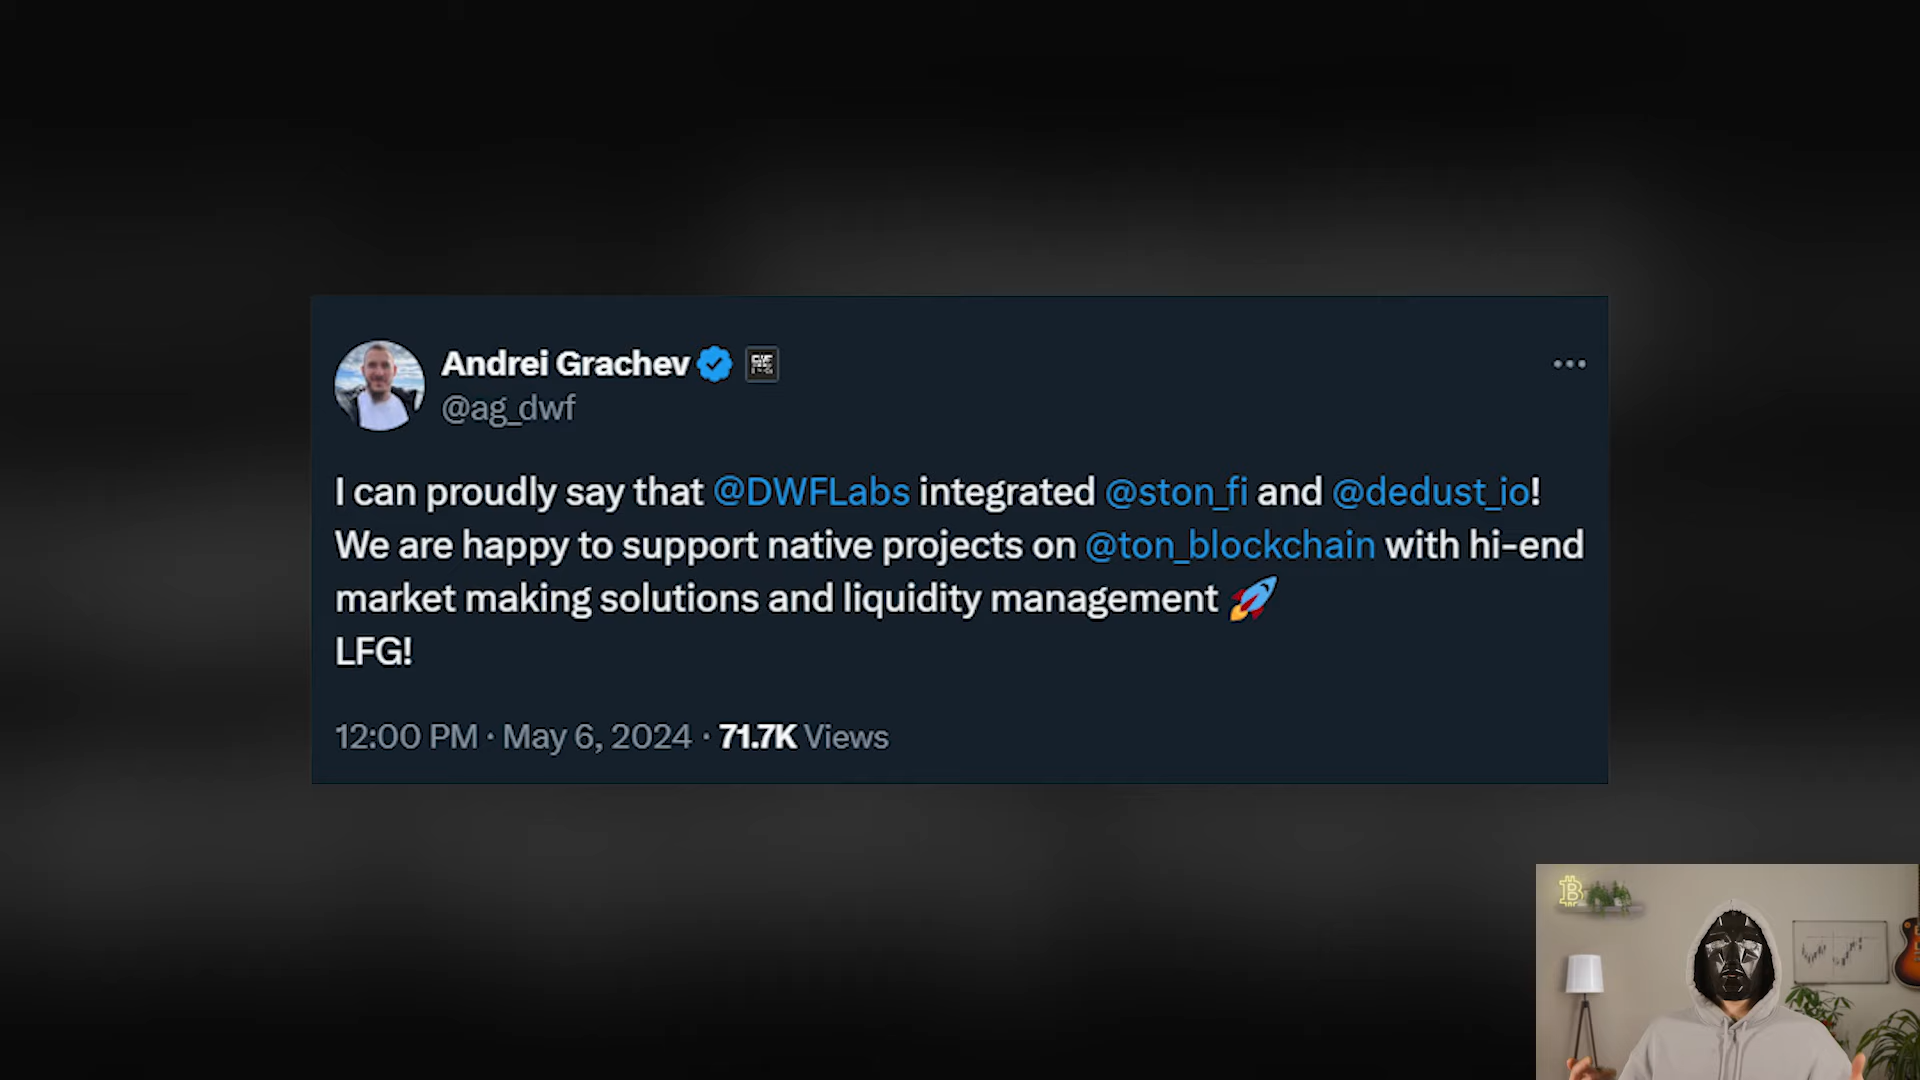 Andrei Grachev
@ag_dwf
I can proudly say that @DWFLabs integrated @ston_fi and @dedust_io!
We are happy to support native projects on @ton_blockchain with hi-end
market making solutions and liquidity management 🚀
LFG!
12:00 PM · May 6, 2024 · 71.7K Views